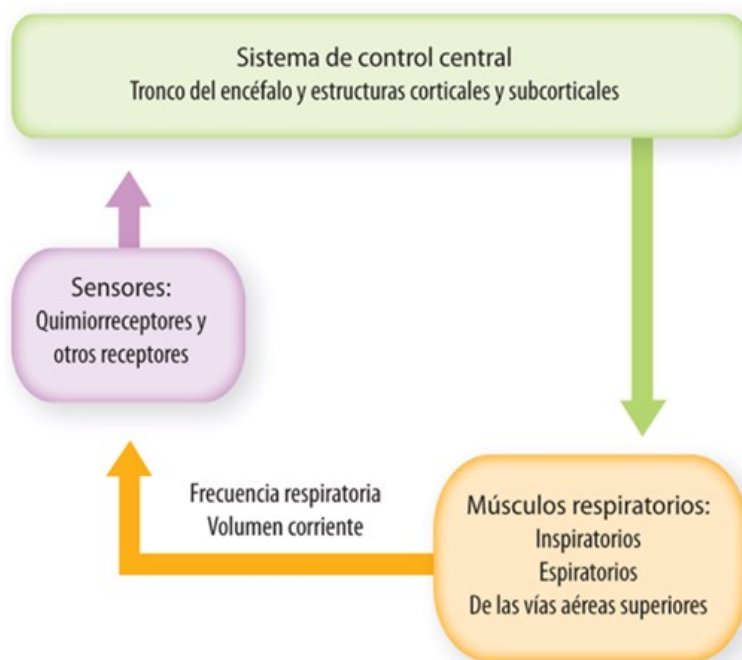 Sistema de control central
Tronco del encéfalo y estructuras corticales y subcorticales
Sensores:
Quimiorreceptores y
otros receptores
Frecuencia respiratoria
Volumen corriente
Músculos respiratorios:
Inspiratorios
Espiratorios
De las vías aéreas superiores